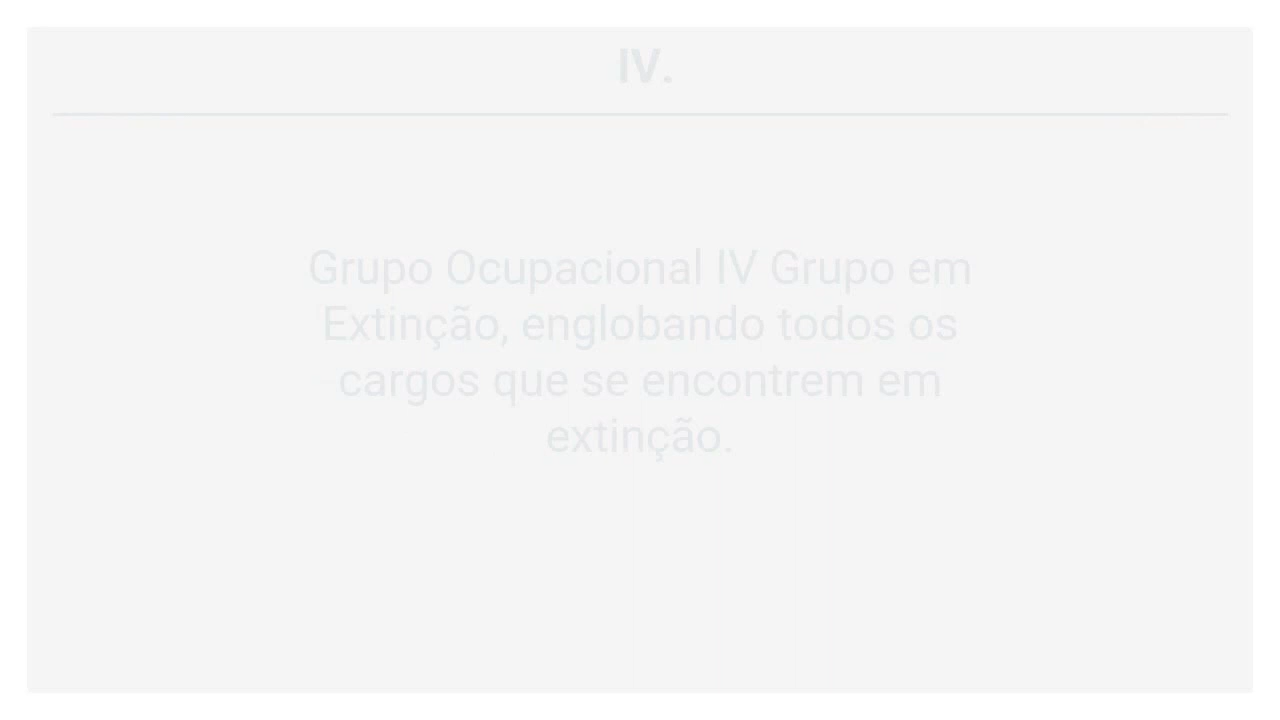 IV.
Grupo Ocupacional IV Grupo em
Extinção, englobando todos os
cargos que se encontrem em
extinção.